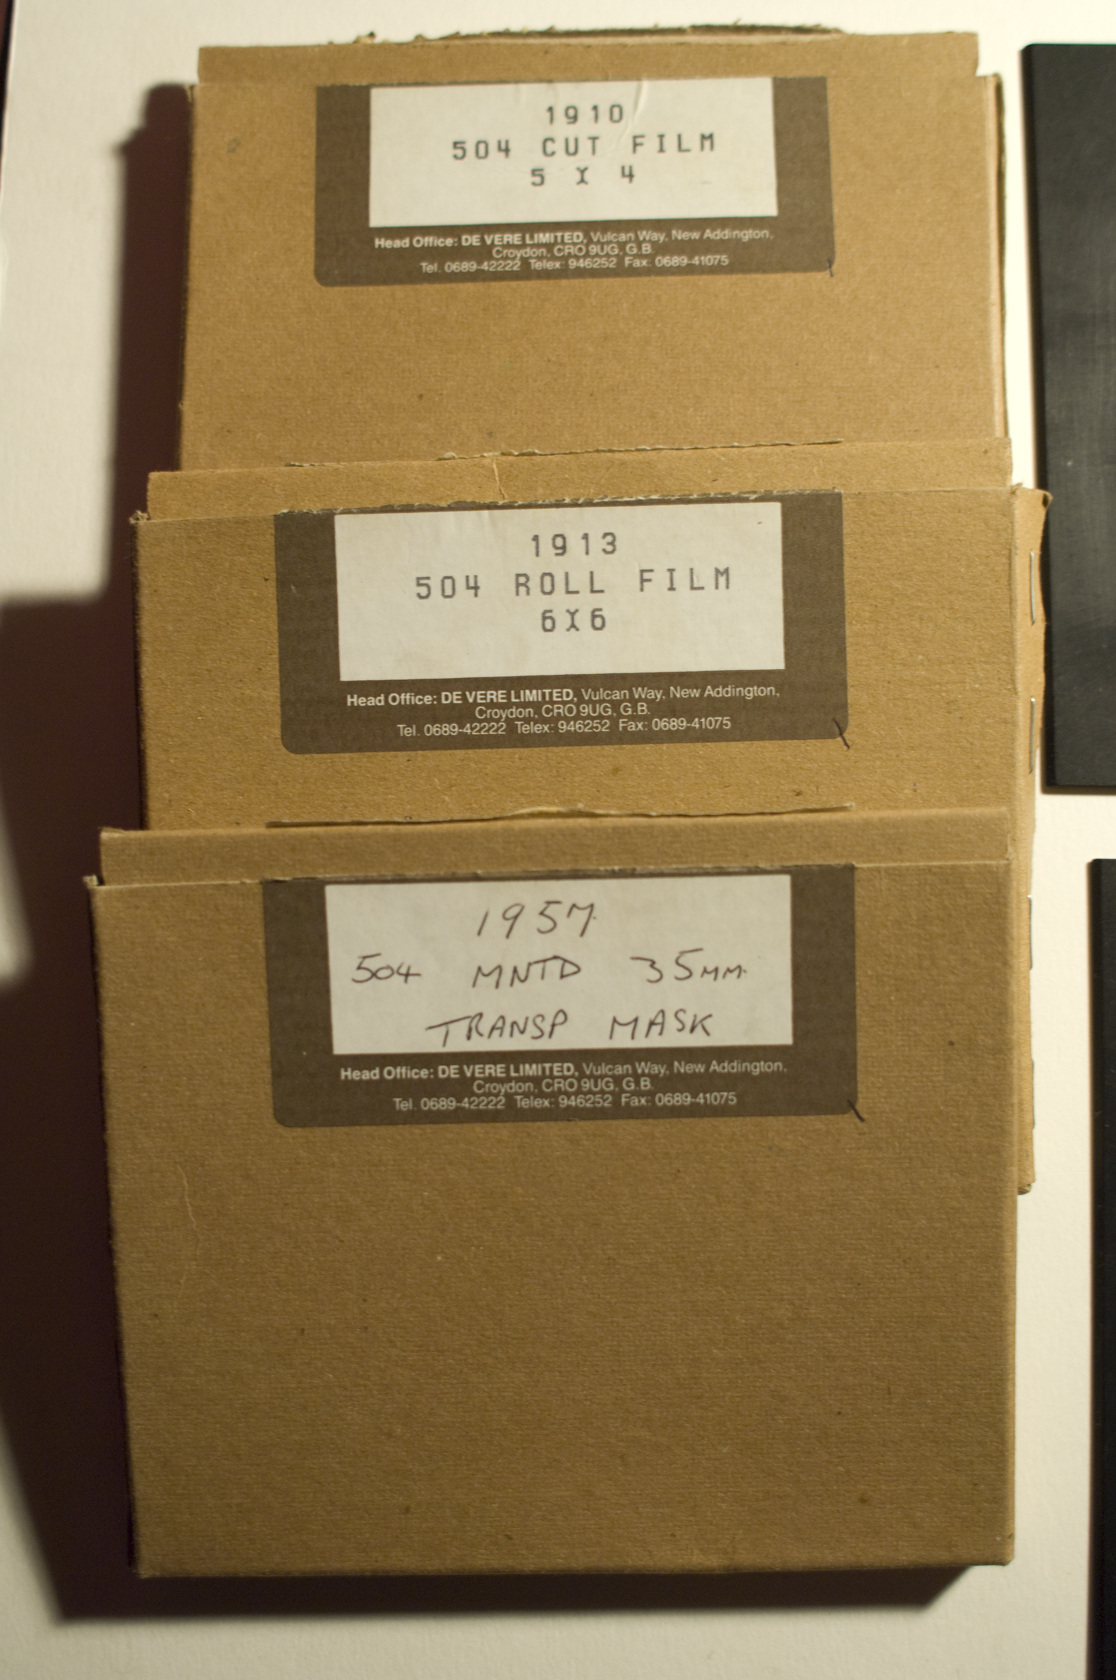 1910
504 CUT FILM
5 X 4
Head Office: DE VERE LIMITED, Vulcan Way, New Addington,
Croydon, CRO 9UG, G.B.
Tel. 0689-42222 Telex: 946252 Fax: 0689-41075
1913
504 ROLL FILM
6X6
Head Office: DE VERE LIMITED, Vulcan Way, New Addington,
Croydon, CRO 9UG, G.B.
Tel. 0689-42222 Telex: 946252 Fax: 0689-41075
1957
504 MNTD 35MM.
TRANSP MASK
Head Office: DE VERE LIMITED, Vulcan Way, New Addington,
Croydon, CRO 9UG, G.B.
Tel. 0689-42222 Telex: 946252 Fax: 0689-41075